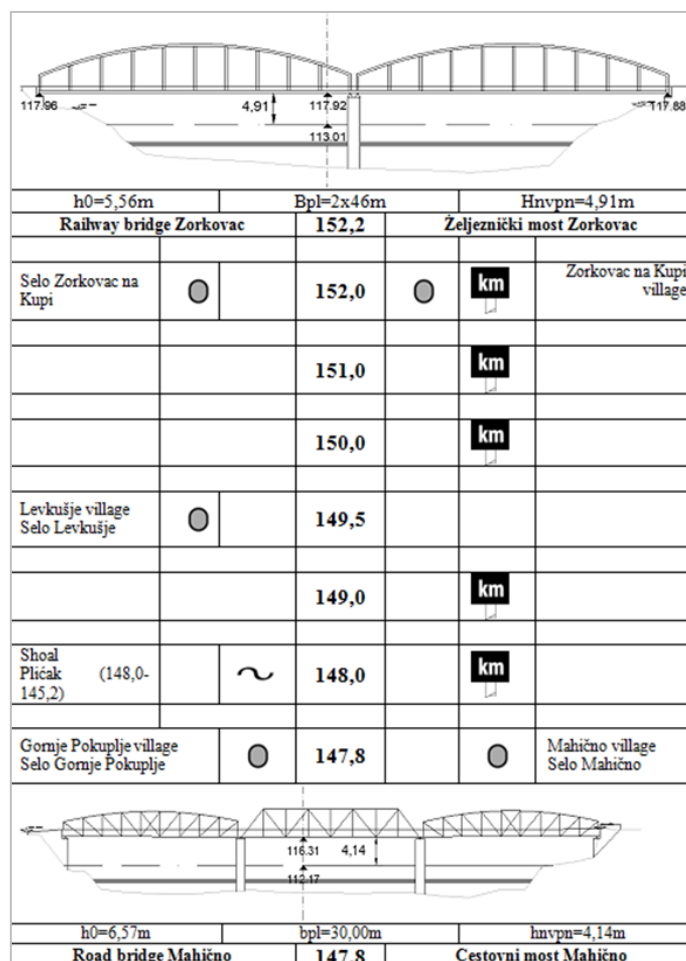 117.96 4,91 117.92 117.88
113.01
h0=5,56m Bpl=2x46m Hnvpn=4,91m
Railway bridge Zorkovac 152,2 Željeznički most Zorkovac
Selo Zorkovac na Kupi 152,0 km Zorkovac na Kupi village
151,0 km
150,0 km
Levkušje village
Selo Levkušje 149,5
149,0 km
Shoal
Plićak (148,0-
145,2) 148,0 km
Gornje Pokuplje village
Selo Gornje Pokuplje 147,8 Mahično village
Selo Mahično
116.31 4,14
112.17
h0=6,57m bpl=30,00m hnvpn=4,14m
Road bridge Mahično 147,8 Cestovni most Mahično